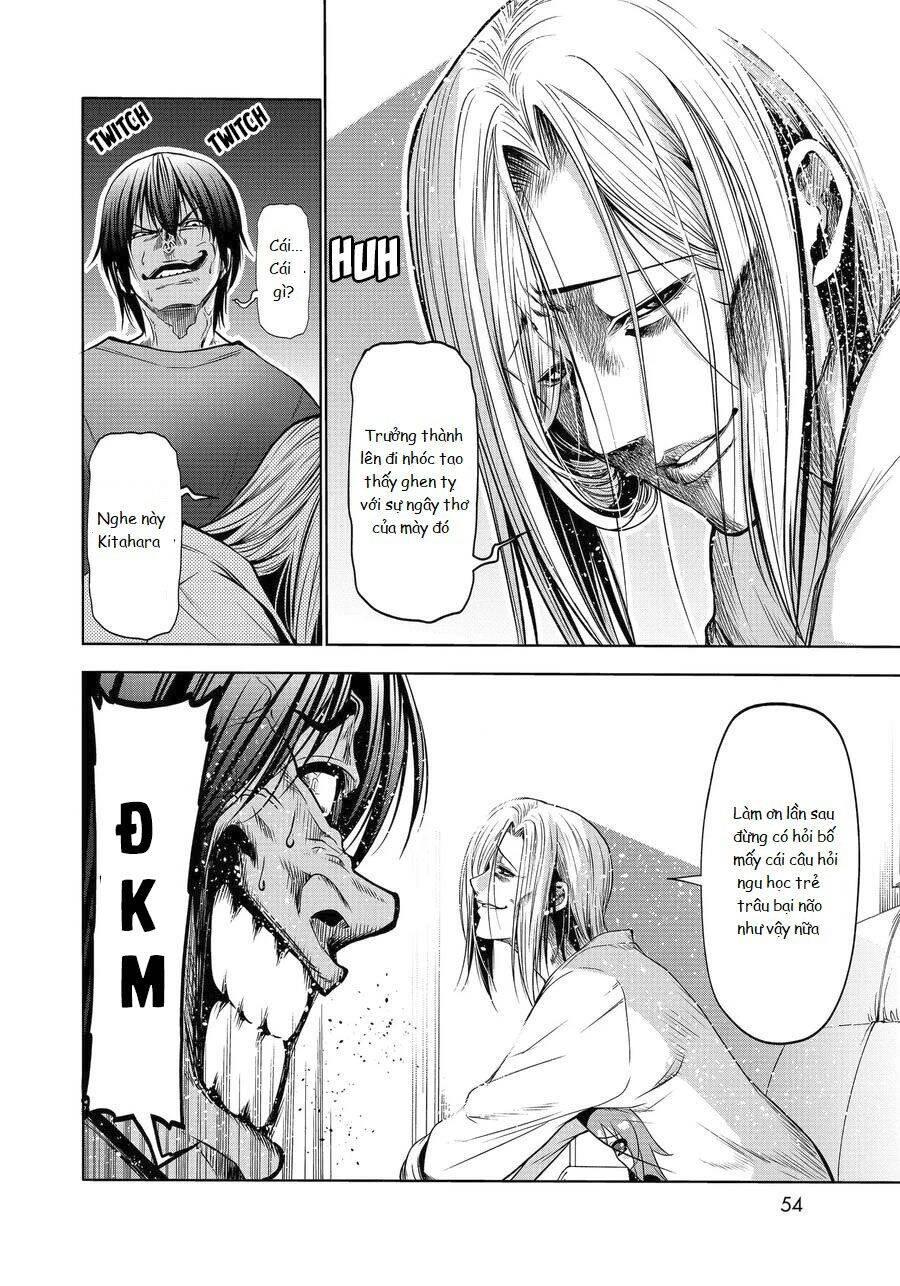 HUH
Trưởng thành
lên đi nhóc tao
thấy ghen tỵ
với sự ngây thơ
của mày đó
TWITCH
TWITCH
Cái...
Cái
gì?
Nghe này
Kitahara
Làm ơn lần sau
đừng có hỏi bố
mấy cái câu hỏi
ngu học trẻ
trâu bại não
như vậy nữa
Đ
K
M
54